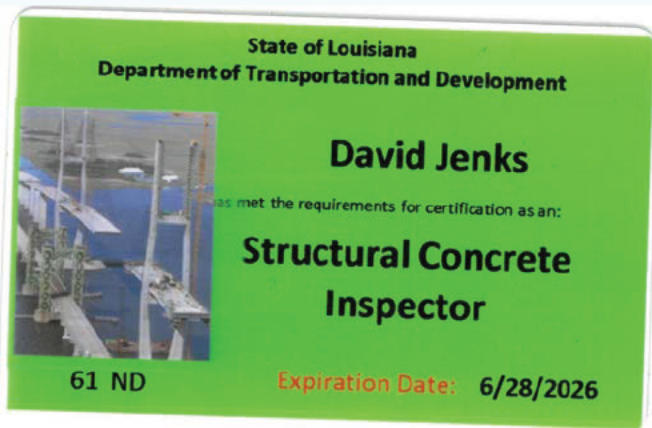 State of Louisiana
Department of Transportation and Development
David Jenks
has met the requirements for certification as an:
Structural Concrete
Inspector
61 ND
Expiration Date: 6/28/2026